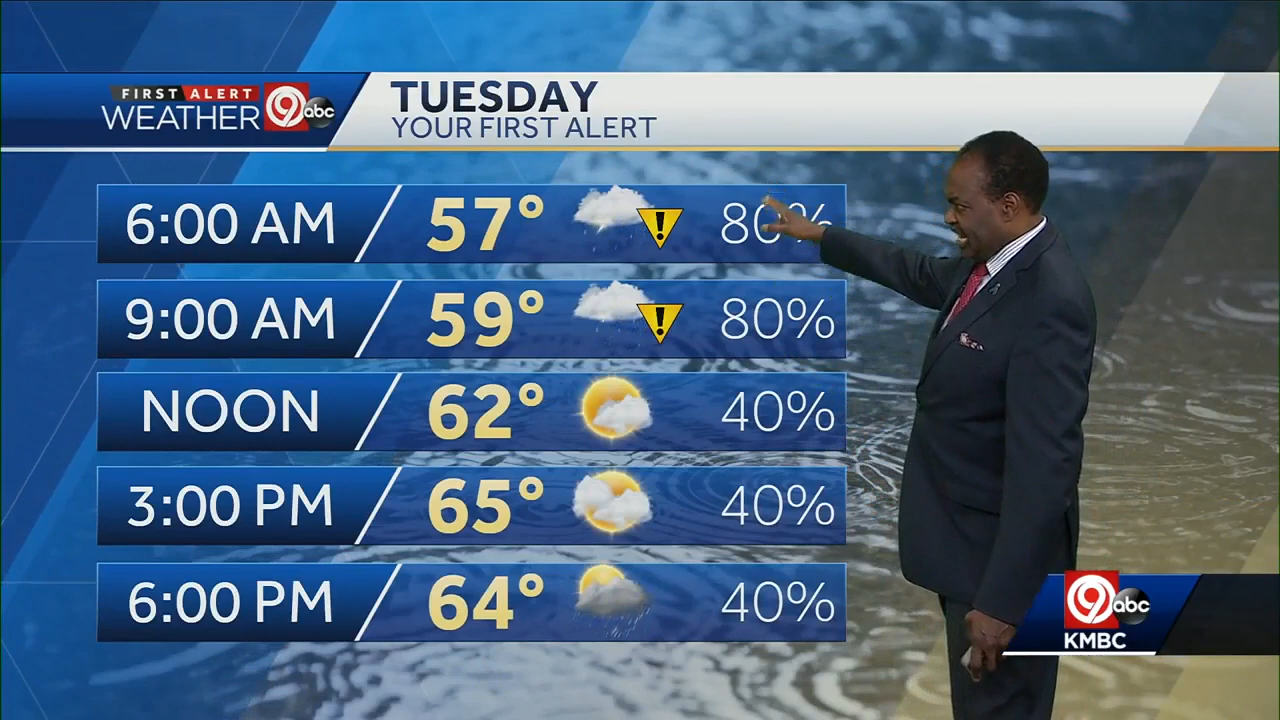 FIRST ALERT
WEATHER 9 abc
TUESDAY
YOUR FIRST ALERT
6:00 AM 57° ! 80%
9:00 AM 59° ! 80%
NOON 62° 40%
3:00 PM 65° 40%
6:00 PM 64° 40%
9 abc
KMBC